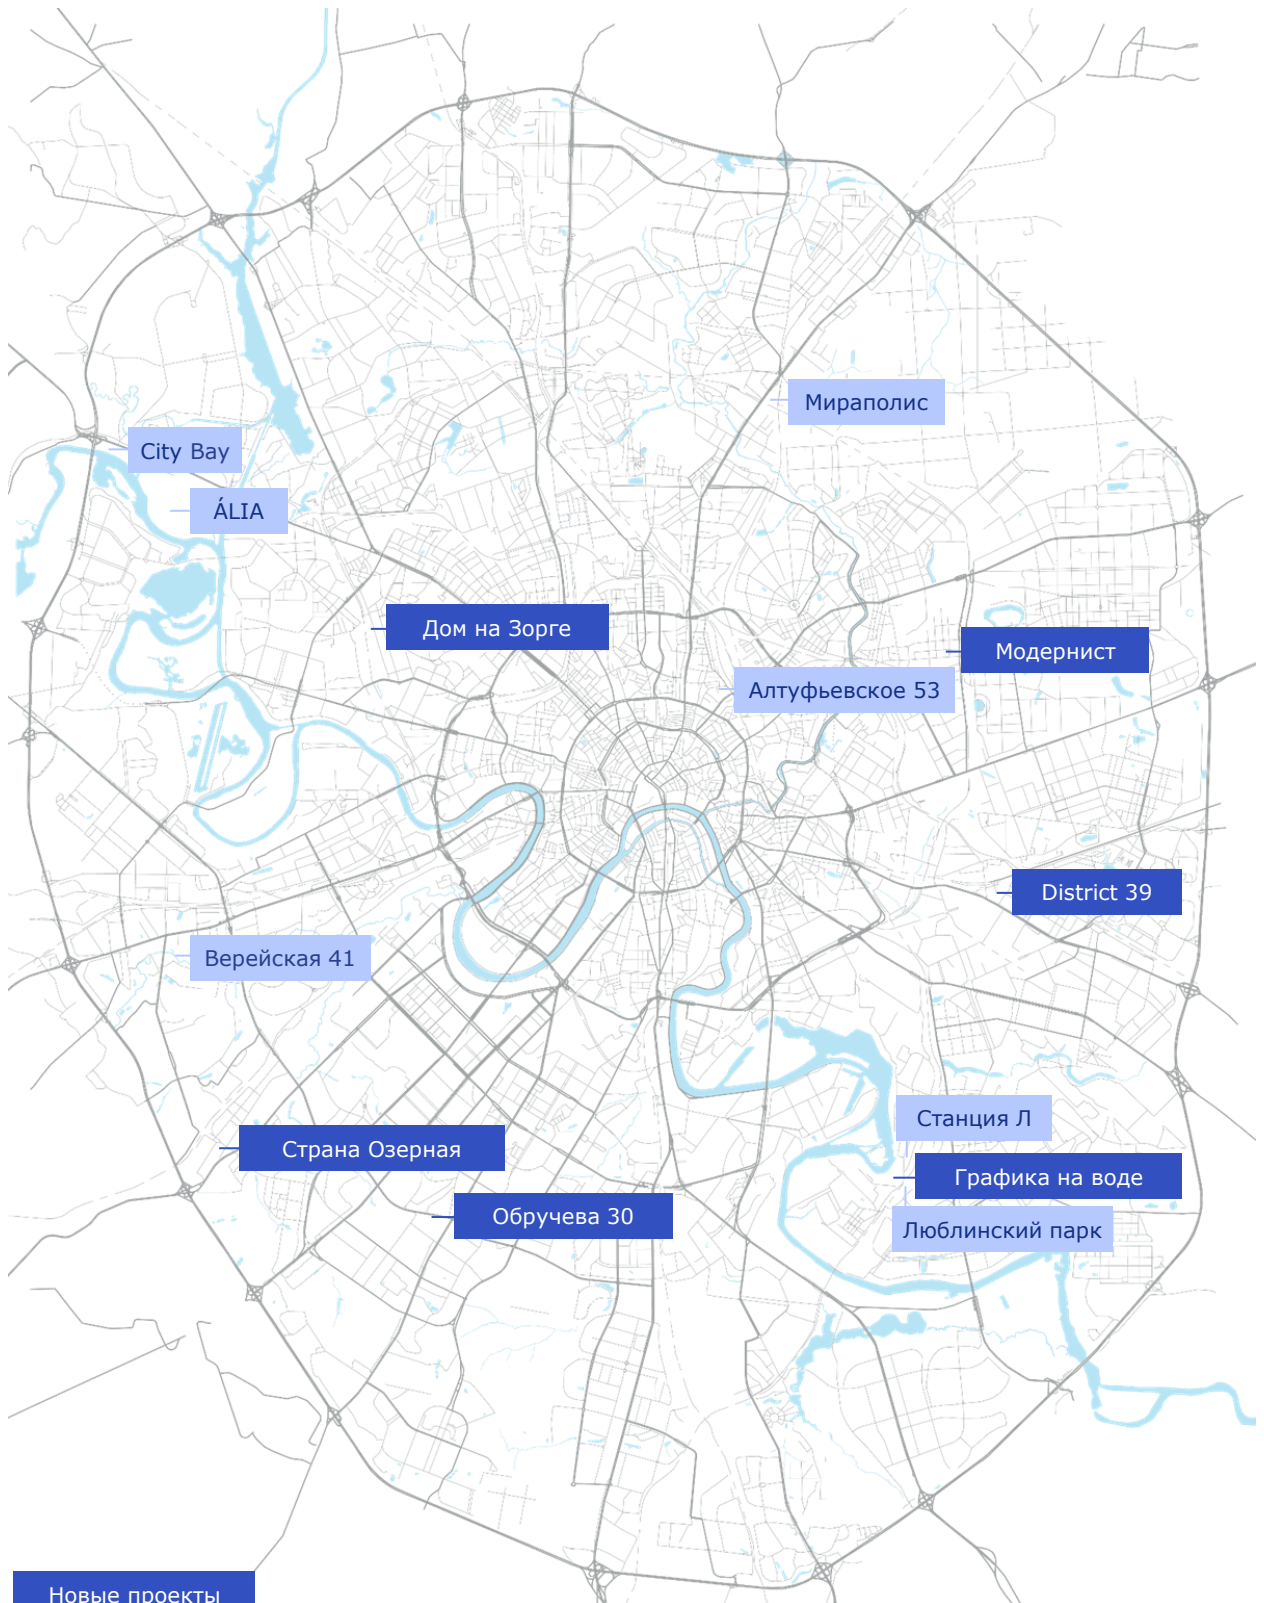 Мираполис
City Bay
ÁLIA
Дом на Зорге
Модернист
Алтуфьевское 53
District 39
Верейская 41
Станция Л
Страна Озерная
Графика на воде
Обручева 30
Люблинский парк
Новые проекты